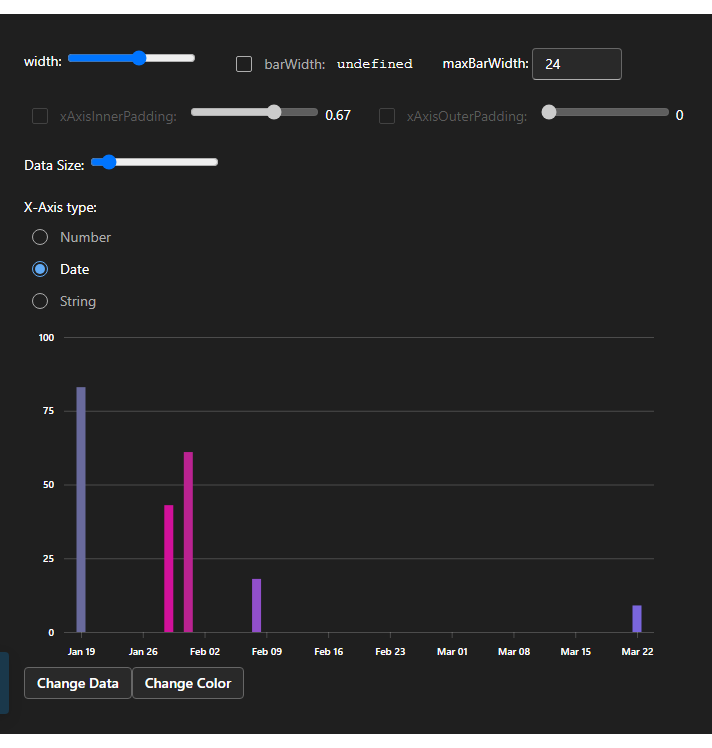 width: barWidth: undefined maxBarWidth: 24
xAxisInnerPadding: 0.67 xAxisOuterPadding: 0
Data Size:
X-Axis type:
Number
Date
String
100
75
50
25
0
Jan 19 Jan 26 Feb 02 Feb 09 Feb 16 Feb 23 Mar 01 Mar 08 Mar 15 Mar 22
Change Data Change Color